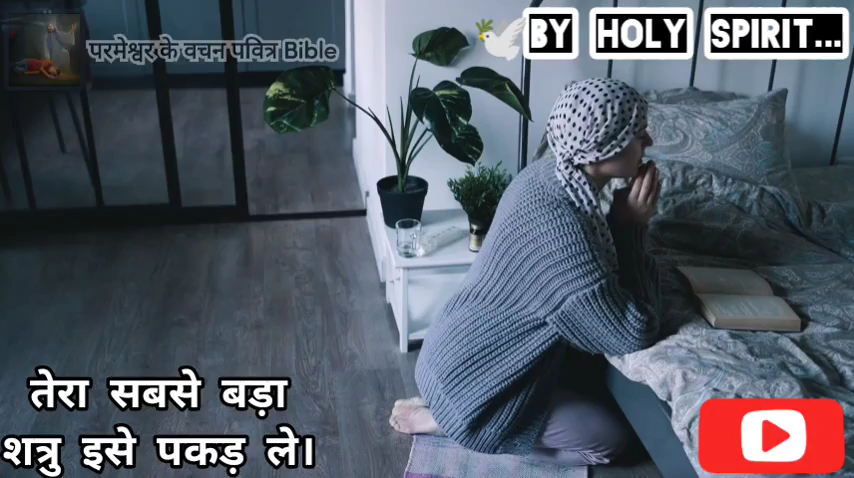 परमेश्वर के वचन पवित्र Bible
BY HOLY SPIRIT...
तेरा सबसे बड़ा
शत्रु इसे पकड़ ले।